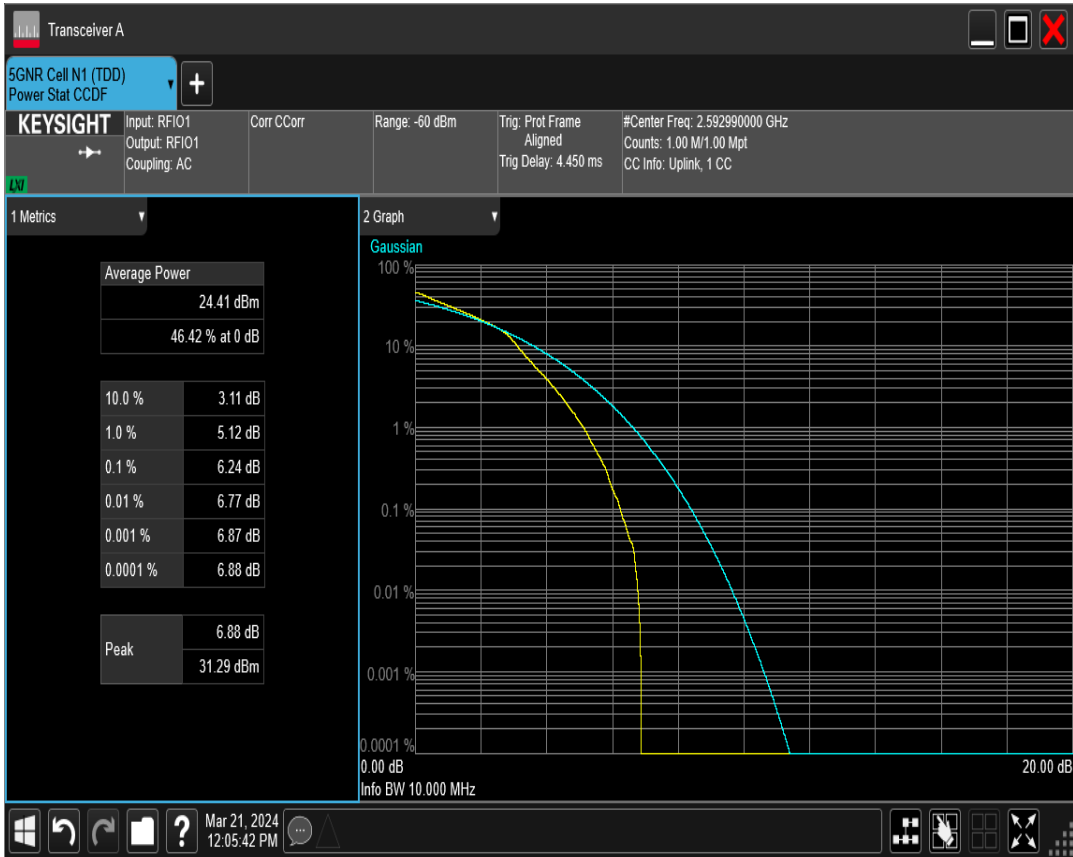 Transceiver A
5GNR Cell N1 (TDD)
Power Stat CCDF
+
KEYSIGHT
LXI
Input: RFIO1
Output: RFIO1
Coupling: AC
Corr CCorr
Range: -60 dBm
Trig: Prot Frame
Aligned
Trig Delay: 4.450 ms
#Center Freq: 2.592990000 GHz
Counts: 1.00 M/1.00 Mpt
CC Info: Uplink, 1 CC
1 Metrics
Average Power
24.41 dBm
46.42 % at 0 dB
10.0 % 3.11 dB
1.0 % 5.12 dB
0.1 % 6.24 dB
0.01 % 6.77 dB
0.001 % 6.87 dB
0.0001 % 6.88 dB
Peak
6.88 dB
31.29 dBm
2 Graph
Gaussian
100 %
10 %
1 %
0.1 %
0.01 %
0.001 %
0.0001 %
0.00 dB 20.00 dB
Info BW 10.000 MHz
?
Mar 21, 2024
12:05:42 PM